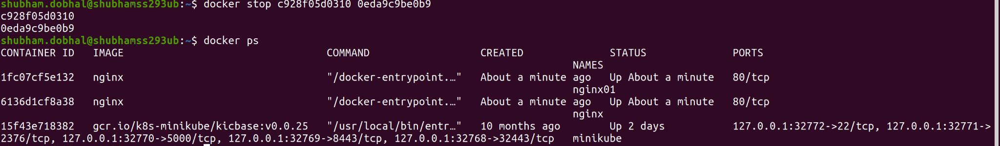 shubham.dobhal@shubhamss293ub:~$ docker stop c928f05d0310 0eda9c9be0b9
c928f05d0310
0eda9c9be0b9
shubham.dobhal@shubhamss293ub:~$ docker ps
CONTAINER ID   IMAGE                                 COMMAND                  CREATED              STATUS              PORTS
NAMES
1fc07cf5e132   nginx                                 "/docker-entrypoint.…"   About a minute ago   Up About a minute   80/tcp
nginx01
6136d1cf8a38   nginx                                 "/docker-entrypoint.…"   About a minute ago   Up About a minute   80/tcp
nginx
15f43e718382   gcr.io/k8s-minikube/kicbase:v0.0.25   "/usr/local/bin/entr…"   10 months ago        Up 2 days           127.0.0.1:32772->22/tcp, 127.0.0.1:32771->
2376/tcp, 127.0.0.1:32770->5000/tcp, 127.0.0.1:32769->8443/tcp, 127.0.0.1:32768->32443/tcp   minikube